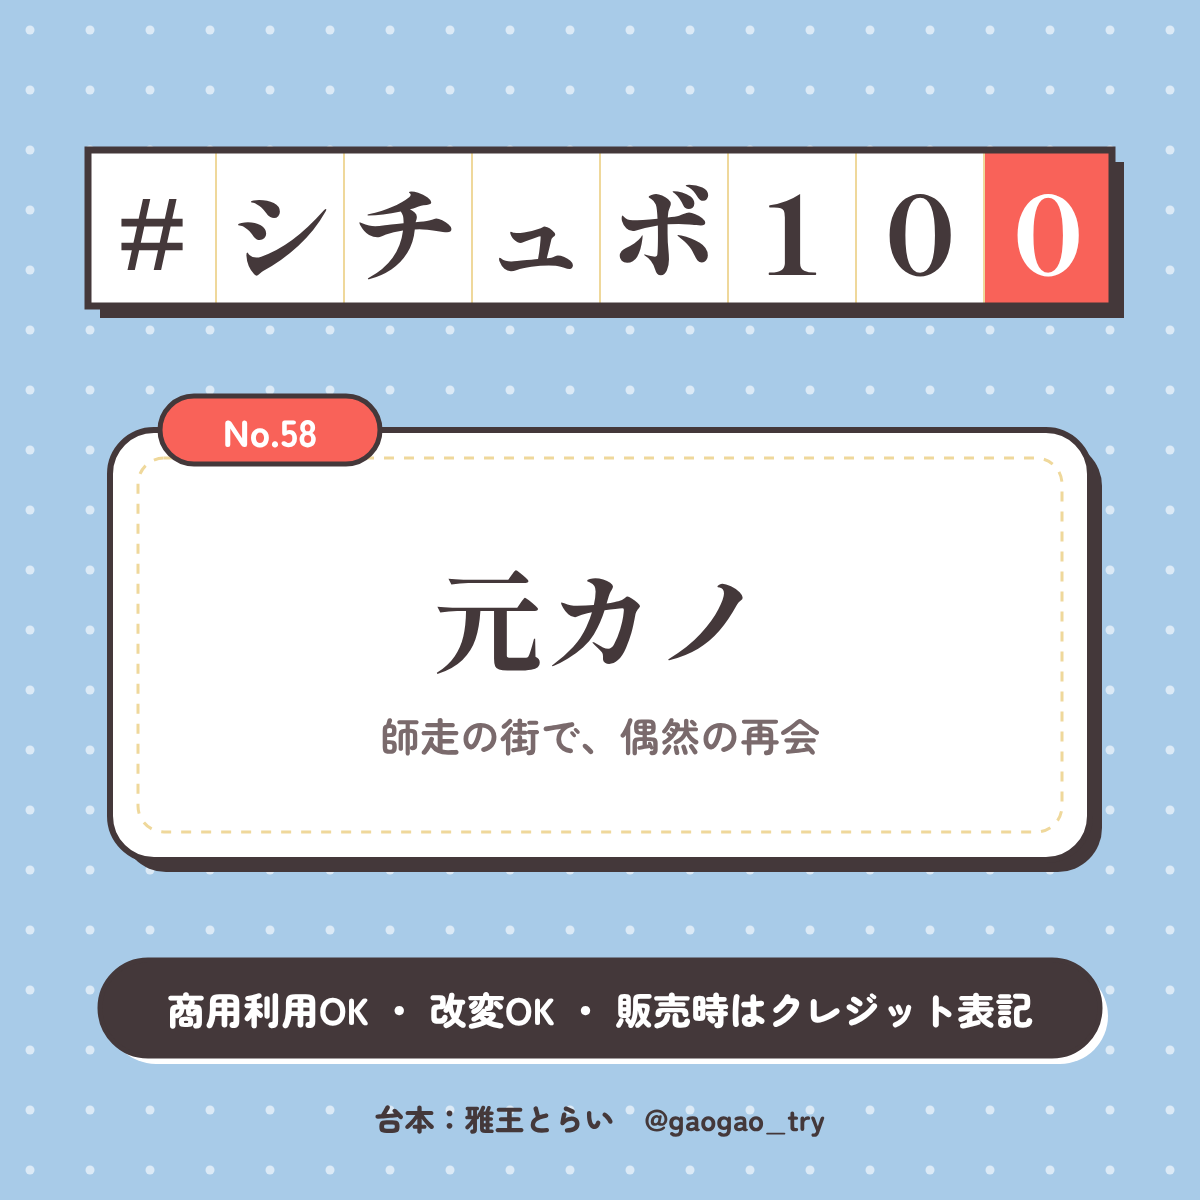 #シチュボ100
No.58
元カノ
師走の街で、偶然の再会
商用利用OK ・ 改変OK ・ 販売時はクレジット表記
台本：雅王とらい　@gaogao_try